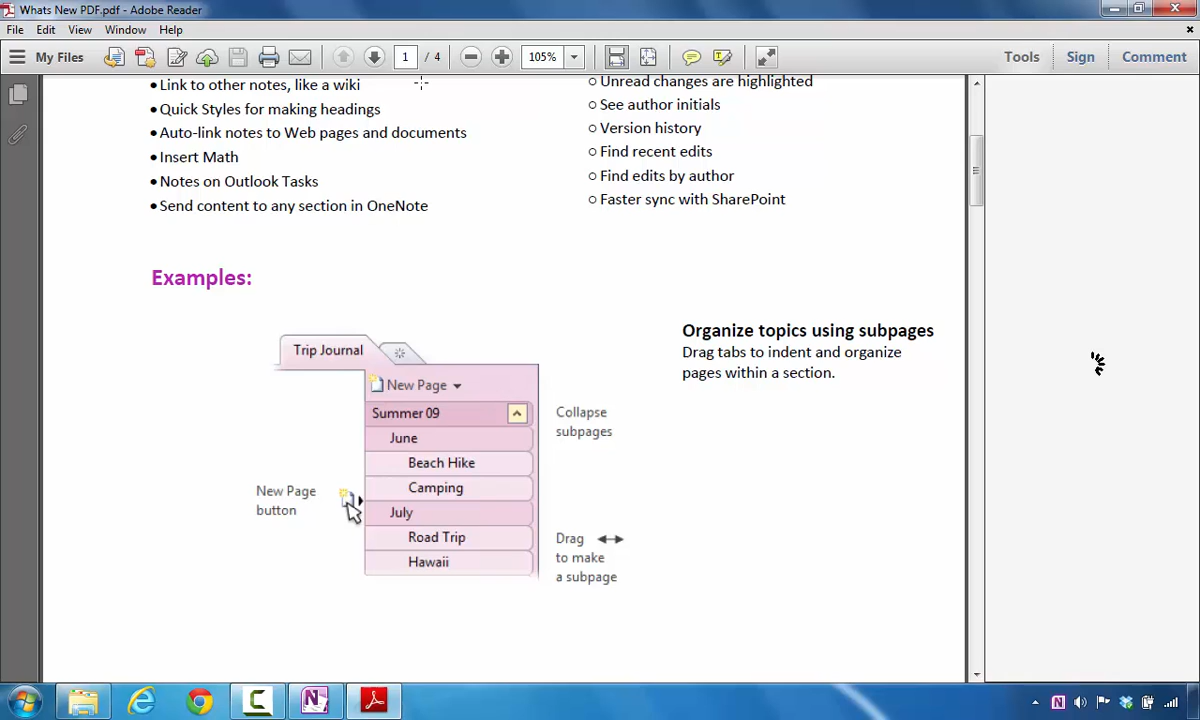 Whats New PDF.pdf - Adobe Reader
File Edit View Window Help
My Files 1 / 4 105% Tools Sign Comment
• Link to other notes, like a wiki
• Quick Styles for making headings
• Auto-link notes to Web pages and documents
• Insert Math
• Notes on Outlook Tasks
• Send content to any section in OneNote
○ Unread changes are highlighted
○ See author initials
○ Version history
○ Find recent edits
○ Find edits by author
○ Faster sync with SharePoint
Examples:
Trip Journal
New Page
Summer 09
June
Beach Hike
Camping
July
Road Trip
Hawaii
New Page
button
Collapse
subpages
Drag
to make
a subpage
Organize topics using subpages
Drag tabs to indent and organize
pages within a section.